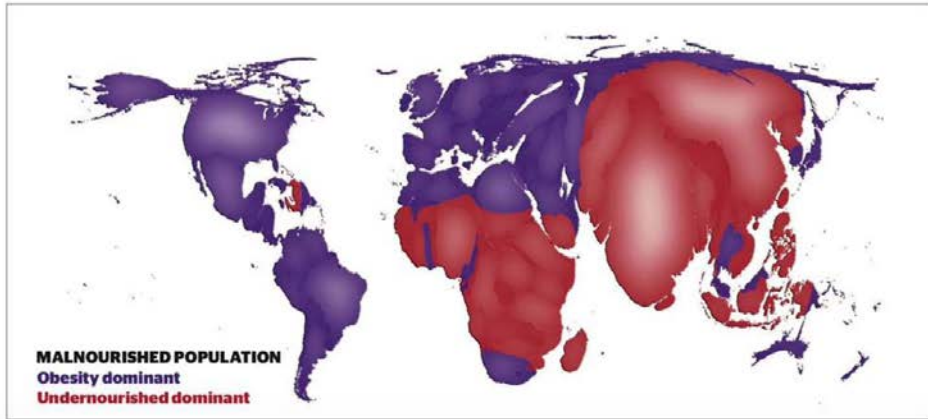 MALNOURISHED POPULATION
Obesity dominant
Undernourished dominant